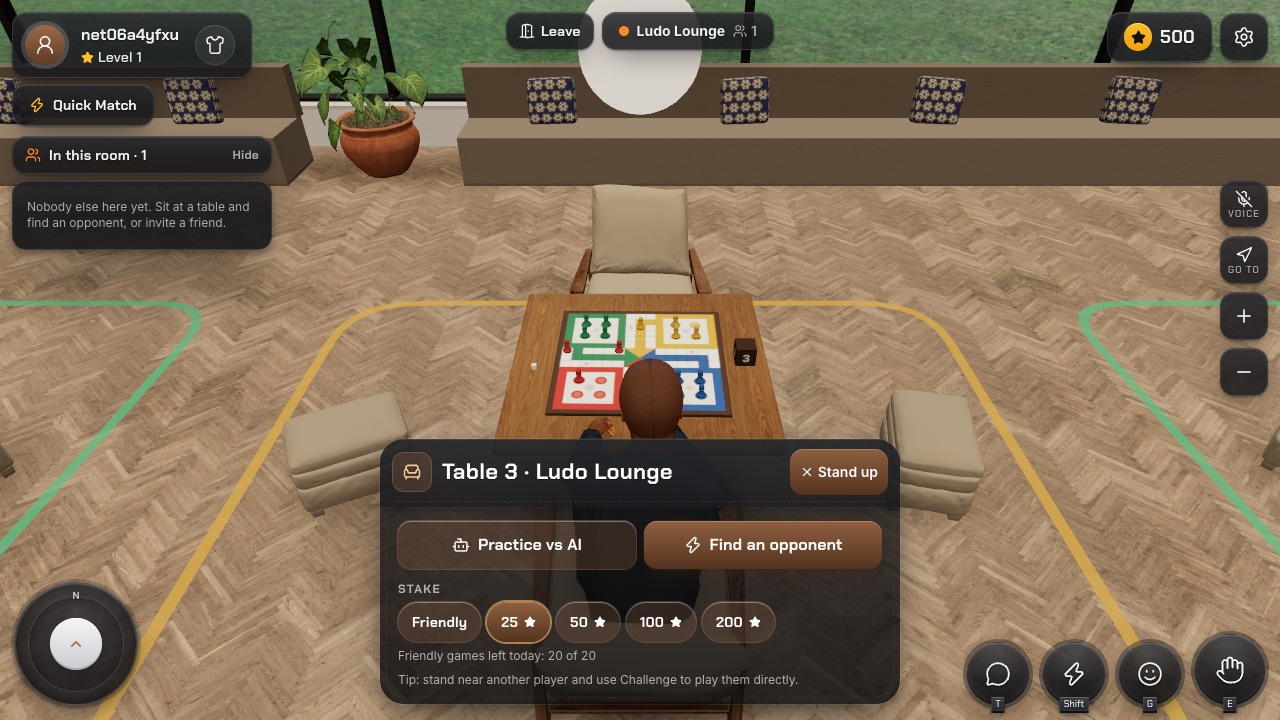 net06a4yfxu
Level 1
Leave
Ludo Lounge 1
500
Quick Match
In this room · 1
Hide
Nobody else here yet. Sit at a table and
find an opponent, or invite a friend.
VOICE
GO TO
3
Table 3 · Ludo Lounge
Stand up
Practice vs AI
Find an opponent
STAKE
Friendly
25
50
100
200
Friendly games left today: 20 of 20
Tip: stand near another player and use Challenge to play them directly.
N
T
Shift
G
E